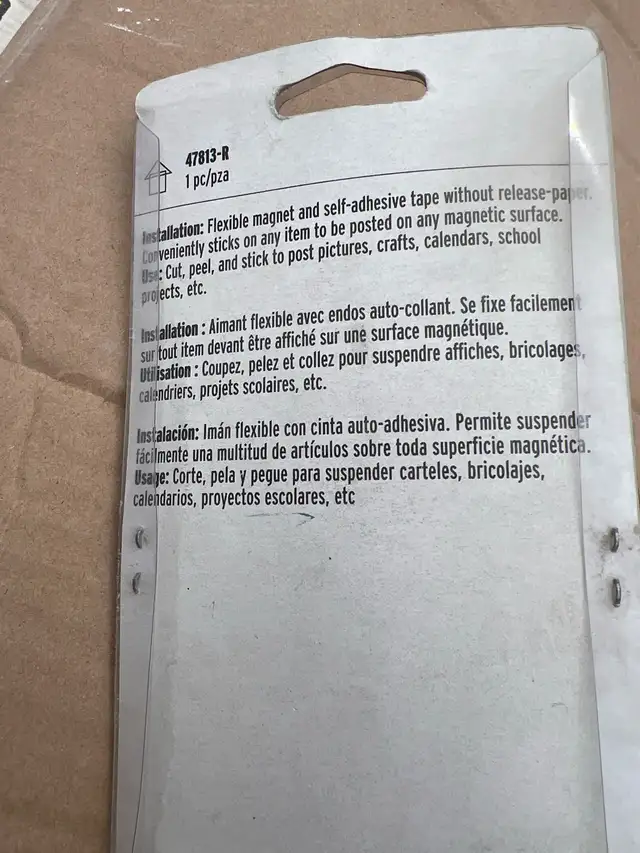 47813-R
1 pc/pza
Installation: Flexible magnet and self-adhesive tape without release-paper.
Conveniently sticks on any item to be posted on any magnetic surface.
Use: Cut, peel, and stick to post pictures, crafts, calendars, school
projects, etc.
Installation : Aimant flexible avec endos auto-collant. Se fixe facilement
sur tout item devant être affiché sur une surface magnétique.
Utilisation : Coupez, pelez et collez pour suspendre affiches, bricolages,
calendriers, projets scolaires, etc.
Instalación: Imán flexible con cinta auto-adhesiva. Permite suspender
fácilmente una multitud de artículos sobre toda superficie magnética.
Usage: Corte, pela y pegue para suspender carteles, bricolajes,
calendarios, proyectos escolares, etc